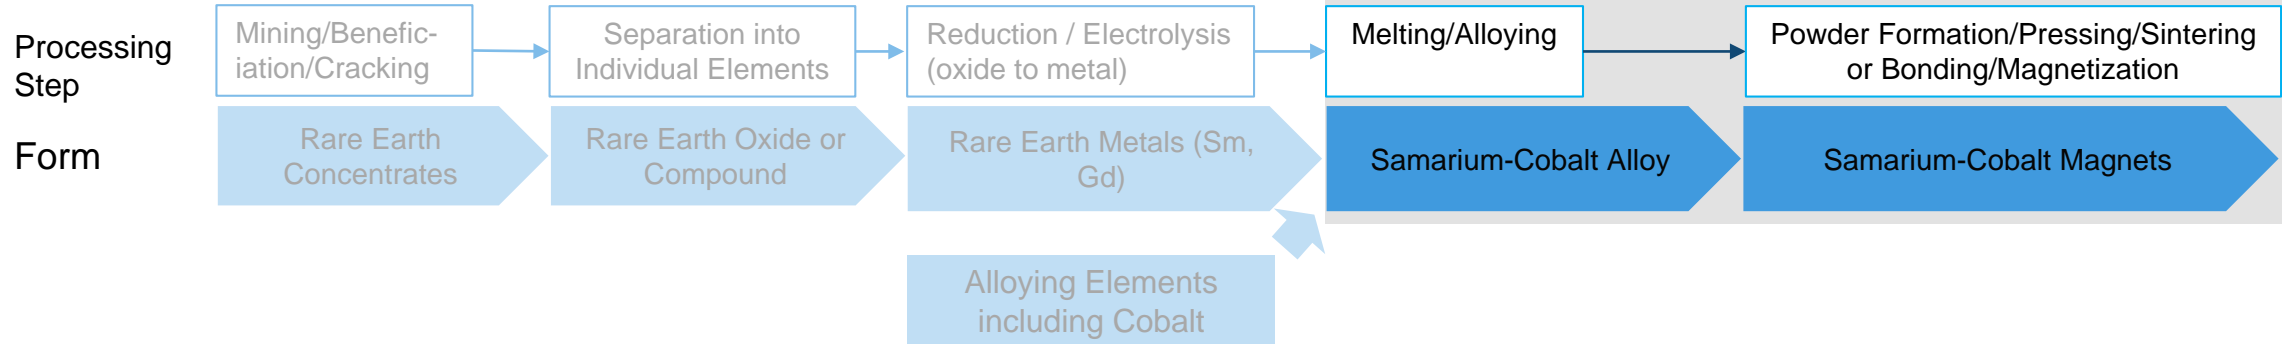 Processing
Step
Mining/Benefic-
iation/Cracking
Separation into
Individual Elements
Reduction / Electrolysis
(oxide to metal)
Melting/Alloying
Powder Formation/Pressing/Sintering
or Bonding/Magnetization
Form
Rare Earth
Concentrates
Rare Earth Oxide or
Compound
Rare Earth Metals (Sm,
Gd)
Samarium-Cobalt Alloy
Samarium-Cobalt Magnets
Alloying Elements
including Cobalt